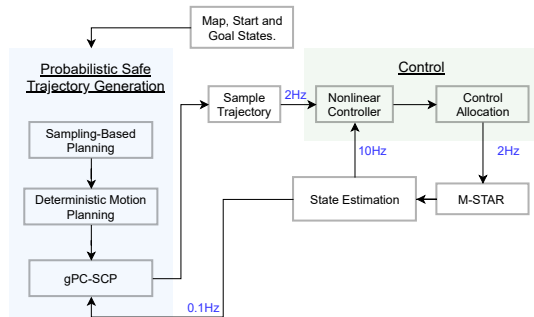 Map, Start and
Goal States.
Probabilistic Safe
Trajectory Generation
Control
Sample
Trajectory
2Hz
Nonlinear
Controller
Control
Allocation
Sampling-Based
Planning
10Hz
2Hz
Deterministic Motion
Planning
State Estimation
M-STAR
gPC-SCP
0.1Hz